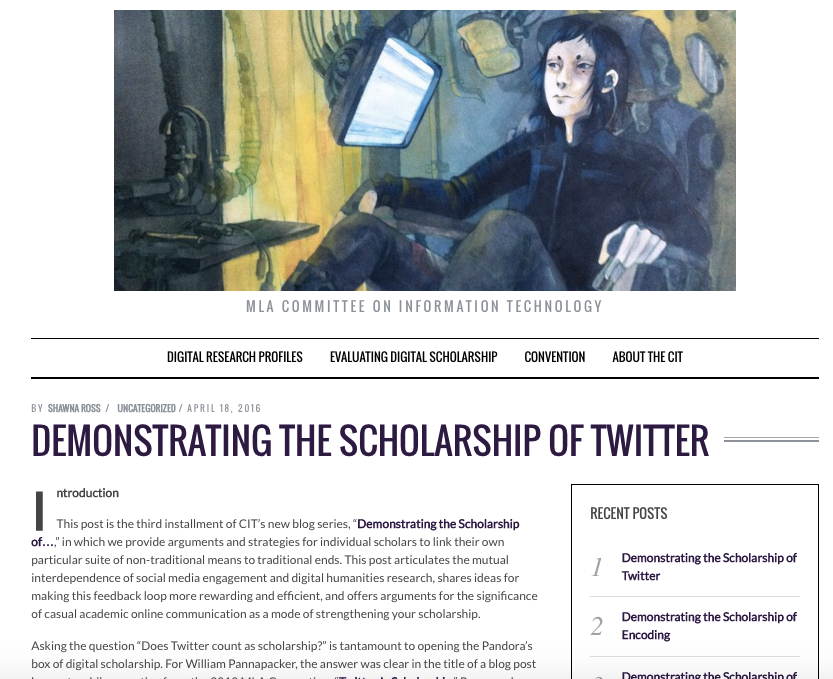 MLA COMMITTEE ON INFORMATION TECHNOLOGY
DIGITAL RESEARCH PROFILES EVALUATING DIGITAL SCHOLARSHIP CONVENTION ABOUT THE CIT
BY SHAWNA ROSS / UNCATEGORIZED / APRIL 18, 2016
DEMONSTRATING THE SCHOLARSHIP OF TWITTER
Introduction
This post is the third installment of CIT’s new blog series, “Demonstrating the Scholarship
of…,” in which we provide arguments and strategies for individual scholars to link their own
particular suite of non-traditional means to traditional ends. This post articulates the mutual
interdependence of social media engagement and digital humanities research, shares ideas for
making this feedback loop more rewarding and efficient, and offers arguments for the significance
of casual academic online communication as a mode of strengthening your scholarship.
Asking the question “Does Twitter count as scholarship?” is tantamount to opening the Pandora’s
box of digital scholarship. For William Pannapacker, the answer was clear in the title of a blog post
RECENT POSTS
1 Demonstrating the Scholarship of
Twitter
2 Demonstrating the Scholarship of
Encoding
Demonstrating the Scholarship of